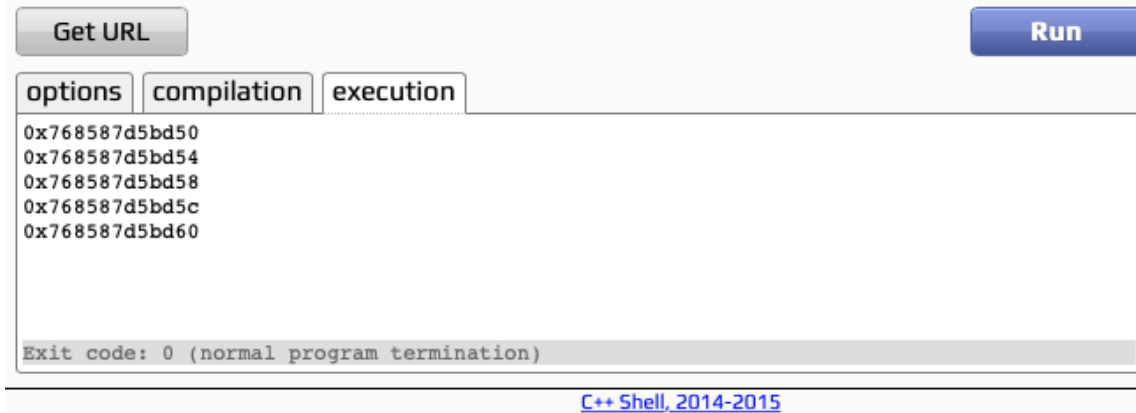 Get URL Run
options compilation execution
0x768587d5bd50
0x768587d5bd54
0x768587d5bd58
0x768587d5bd5c
0x768587d5bd60
Exit code: 0 (normal program termination)
C++ Shell, 2014-2015